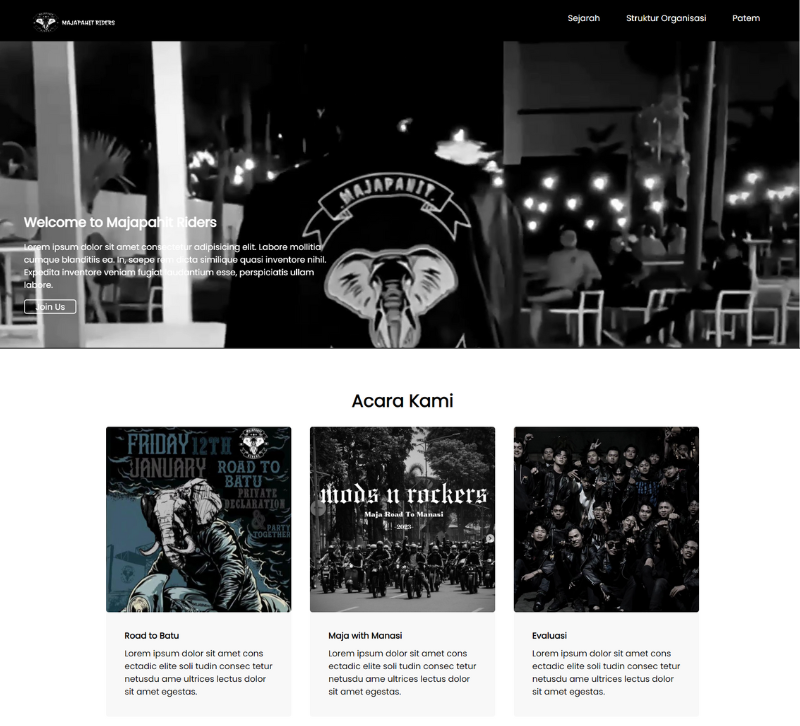 MAJAPAHIT RIDERS
Sejarah
Struktur Organisasi
Patem
MAJAPAHIT
Welcome to Majapahit Riders
Lorem ipsum dolor sit amet consectetur adipisicing elit. Labore mollitia
cumque blanditiis ea. In, saepe rem dicta similique quasi inventore nihil.
Expedita inventore veniam fugiat accusantium esse, perspiciatis ullam
labore.
Join Us
Acara Kami
FRIDAY 12TH
JANUARY
ROAD TO
BATU
PRIVATE
DECLARATION
&
PARTY
TOGETHER
mods n rockers
Maja Road To Manasi
2023
Road to Batu
Lorem ipsum dolor sit amet cons
ectadic elite soli tudin consec tetur
netusdu ame ultrices lectus dolor
sit amet egestas.
Maja with Manasi
Lorem ipsum dolor sit amet cons
ectadic elite soli tudin consec tetur
netusdu ame ultrices lectus dolor
sit amet egestas.
Evaluasi
Lorem ipsum dolor sit amet cons
ectadic elite soli tudin consec tetur
netusdu ame ultrices lectus dolor
sit amet egestas.